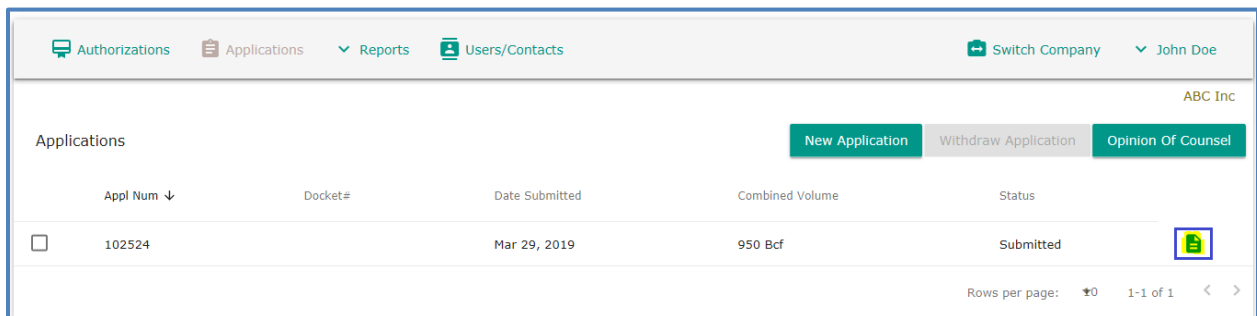 Authorizations Applications Reports Users/Contacts Switch Company John Doe
ABC Inc
Applications New Application Withdraw Application Opinion Of Counsel
Appl Num Docket# Date Submitted Combined Volume Status
102524 Mar 29, 2019 950 Bcf Submitted
Rows per page: 1-1 of 1